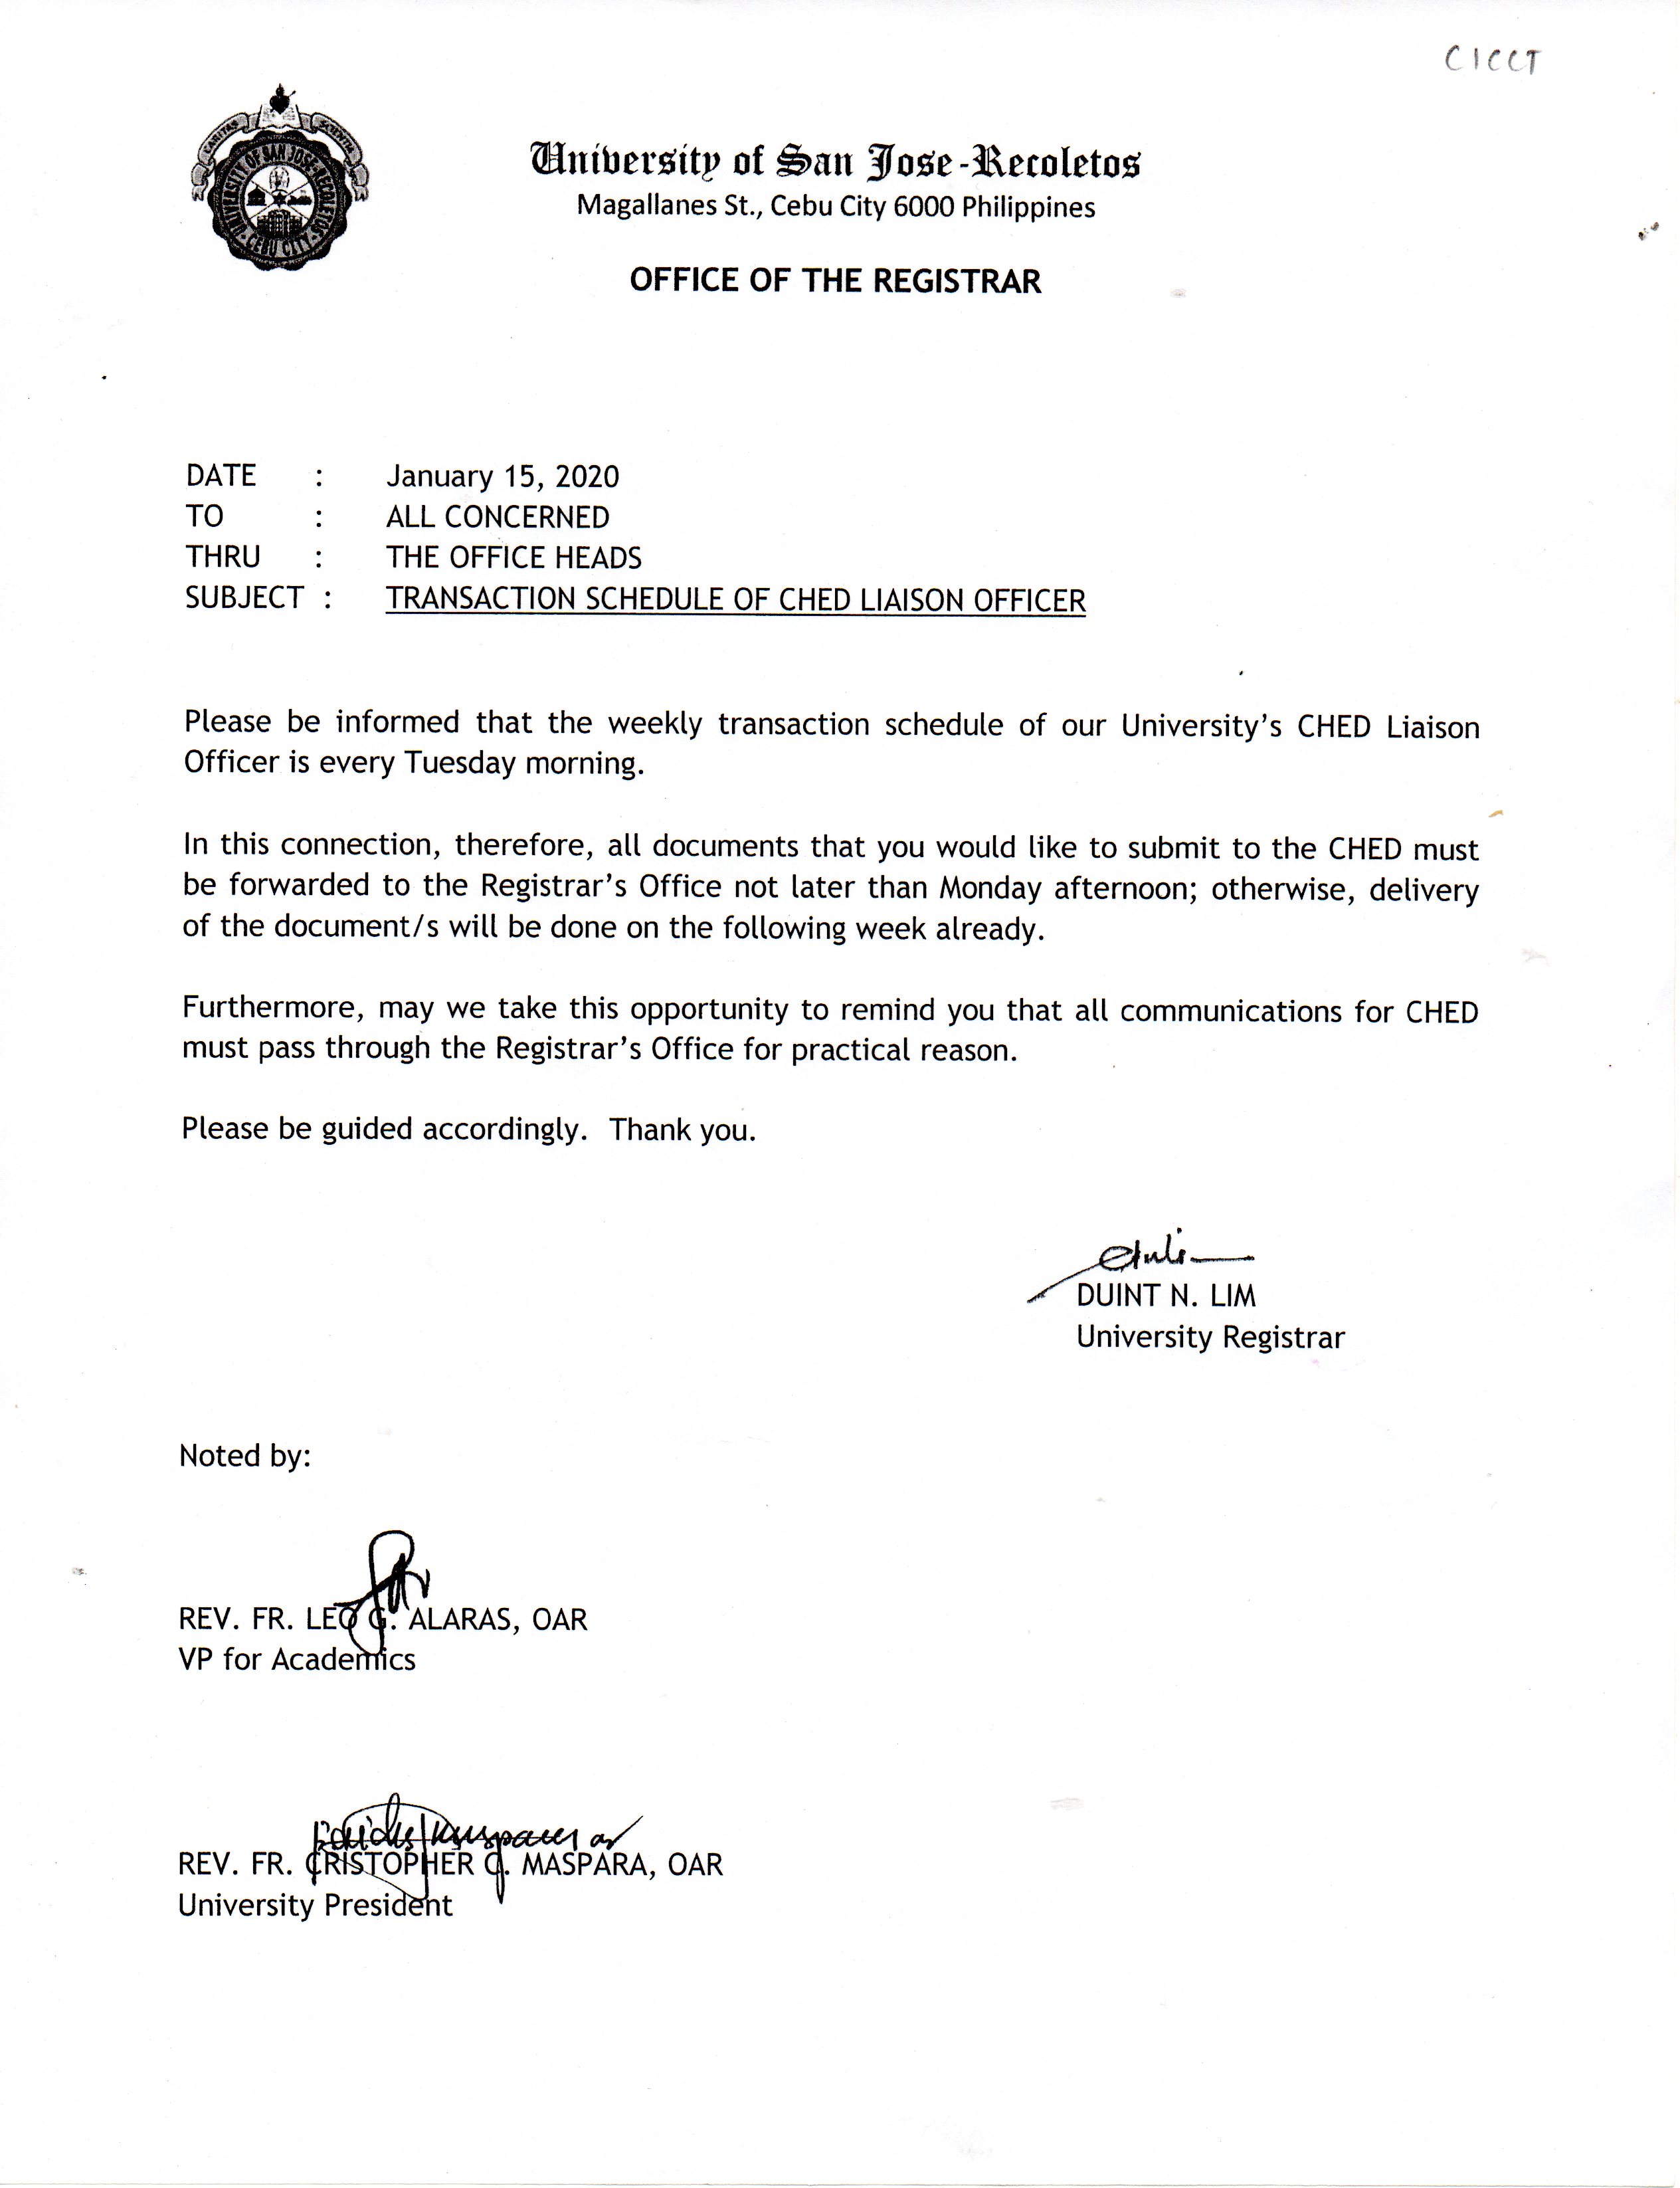 CICCT
CARITAS SCIENTIA
UNIVERSITY OF SAN JOSE-RECOLETOS
CEBU CITY
University of San Jose-Recoletos
Magallanes St., Cebu City 6000 Philippines
OFFICE OF THE REGISTRAR
DATE : January 15, 2020
TO : ALL CONCERNED
THRU : THE OFFICE HEADS
SUBJECT : TRANSACTION SCHEDULE OF CHED LIAISON OFFICER
Please be informed that the weekly transaction schedule of our University’s CHED Liaison
Officer is every Tuesday morning.
In this connection, therefore, all documents that you would like to submit to the CHED must
be forwarded to the Registrar’s Office not later than Monday afternoon; otherwise, delivery
of the document/s will be done on the following week already.
Furthermore, may we take this opportunity to remind you that all communications for CHED
must pass through the Registrar’s Office for practical reason.
Please be guided accordingly.  Thank you.
DUINT N. LIM
University Registrar
Noted by:
REV. FR. LEO G. ALARAS, OAR
VP for Academics
REV. FR. CRISTOPHER C. MASPARA, OAR
University President